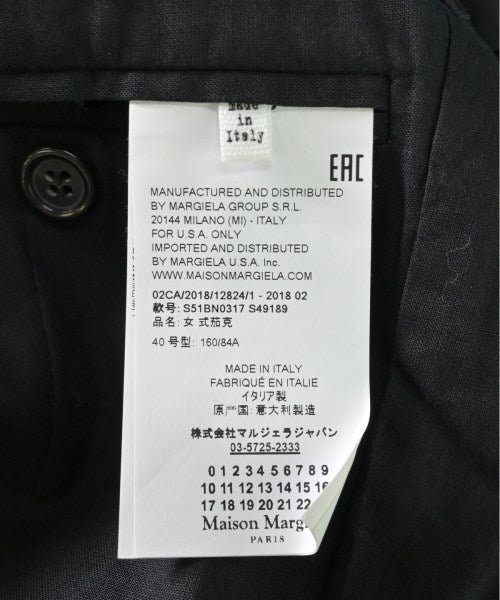 made
in
Italy
EAC
MANUFACTURED AND DISTRIBUTED
BY MARGIELA GROUP S.R.L.
20144 MILANO (MI) - ITALY
FOR U.S.A. ONLY
IMPORTED AND DISTRIBUTED
BY MARGIELA U.S.A. Inc.
WWW.MAISONMARGIELA.COM
02CA/2018/12824/1 - 2018 02
款号: S51BN0317 S49189
品名: 女 式茄克
40 号型: 160/84A
MADE IN ITALY
FABRIQUÉ EN ITALIE
イタリア製
原产国: 意大利製造
株式会社マルジェラジャパン
03-5725-2333
0 1 2 3 4 5 6 7 8 9
10 11 12 13 14 15 16
17 18 19 20 21 22
Maison Margi
PARIS